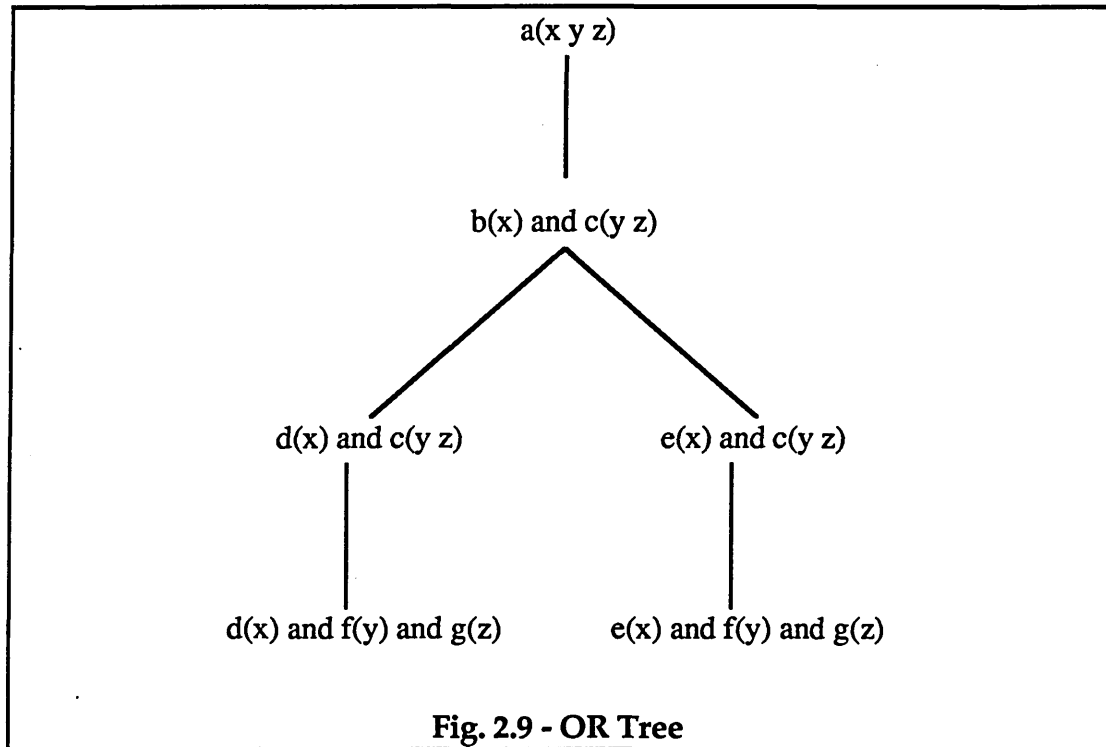 a(x y z)
b(x) and c(y z)
d(x) and c(y z) e(x) and c(y z)
d(x) and f(y) and g(z) e(x) and f(y) and g(z)
Fig. 2.9 - OR Tree